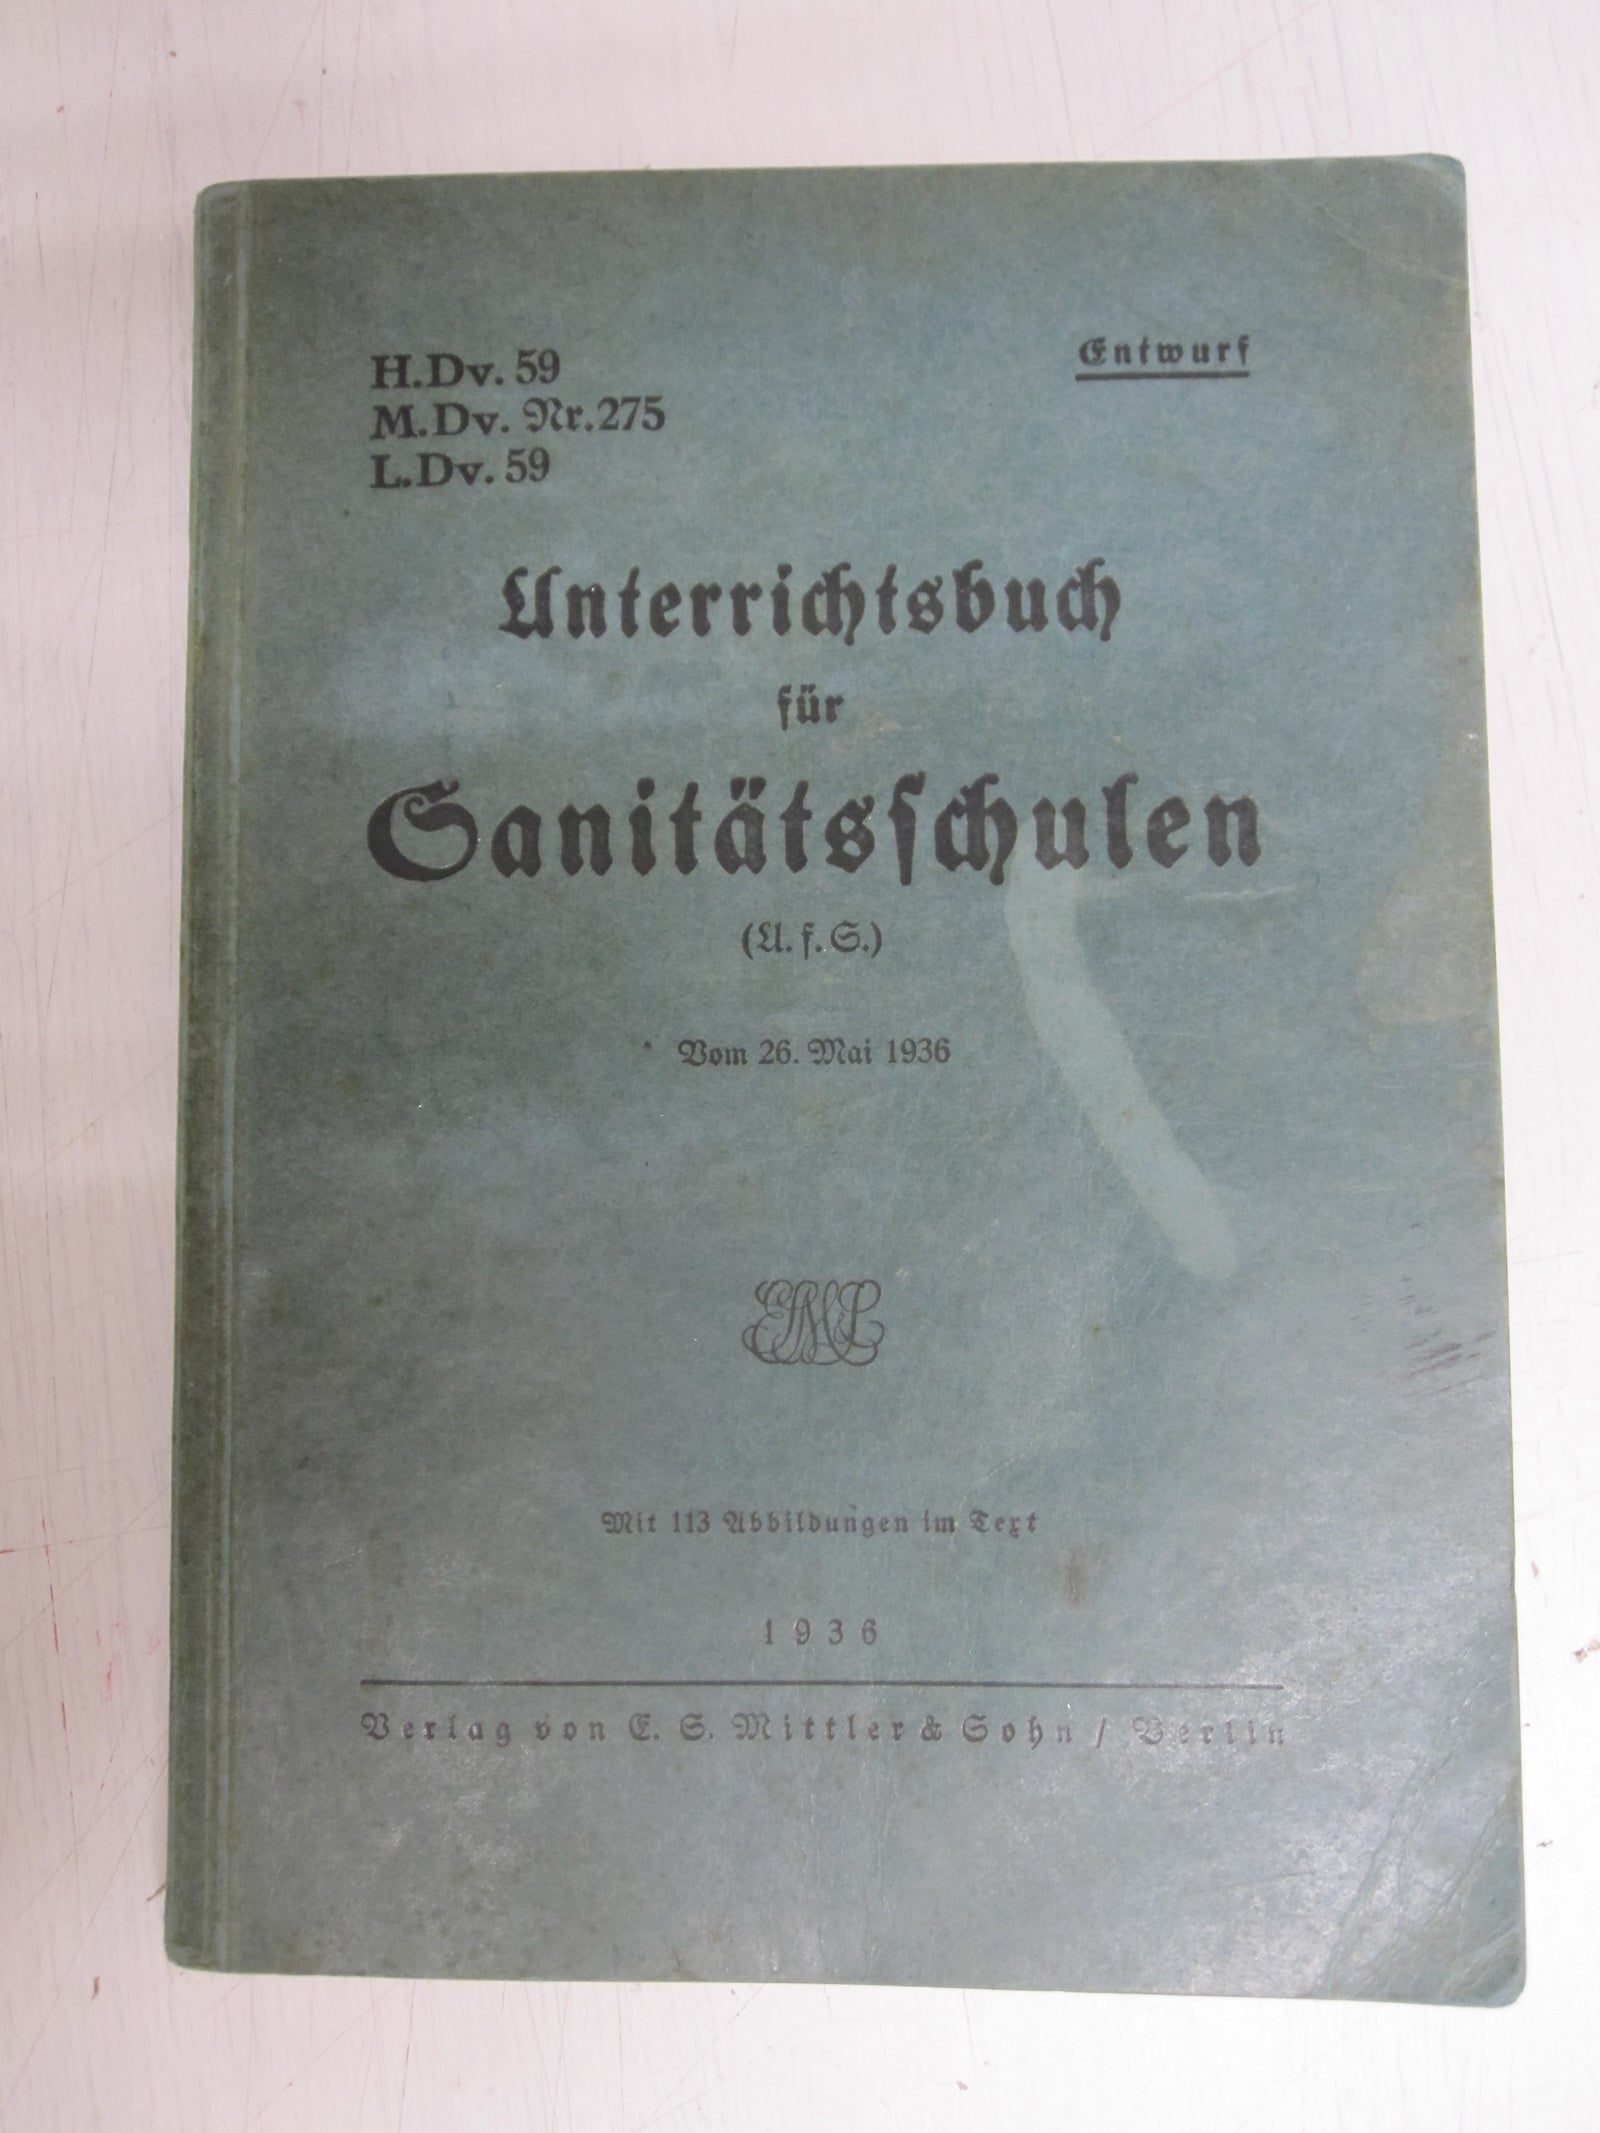 H.Dv. 59
M.Dv. Nr. 275
L.Dv. 59
Entwurf
Unterrichtsbuch
für
Sanitätsschulen
(U. f. S.)
Vom 26. Mai 1936
Mit 113 Abbildungen im Text
1936
Verlag von E. S. Mittler & Sohn / Berlin